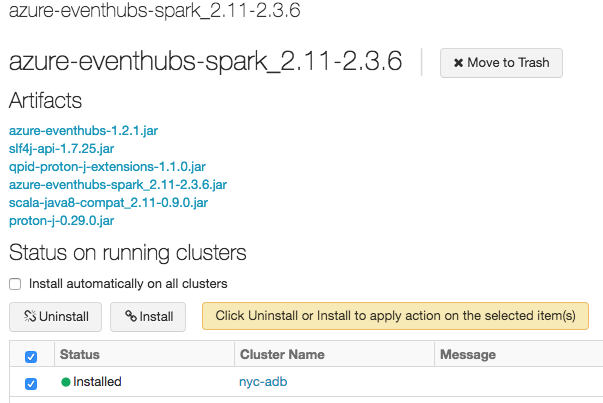 azure-eventhubs-spark_2.11-2.3.6
azure-eventhubs-spark_2.11-2.3.6
✖ Move to Trash
Artifacts
azure-eventhubs-1.2.1.jar
slf4j-api-1.7.25.jar
qpid-proton-j-extensions-1.1.0.jar
azure-eventhubs-spark_2.11-2.3.6.jar
scala-java8-compat_2.11-0.9.0.jar
proton-j-0.29.0.jar
Status on running clusters
Install automatically on all clusters
Uninstall Install Click Uninstall or Install to apply action on the selected item(s)
Status Cluster Name Message
Installed nyc-adb